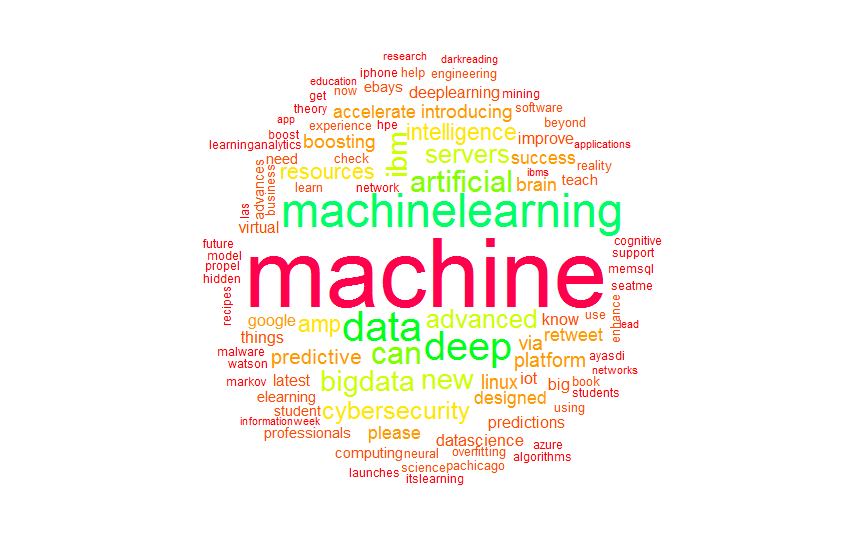 research
darkreading
iphone help engineering
education
now ebays deeplearning mining
get
theory accelerate introducing software
app experience hpe intelligence beyond
boost boosting ibm improve applications
learninganalytics servers success
need check reality
resources ibms
advances business learn network artificial brain teach
.las machinelearning
virtual
future cognitive
model support
propel machine memsql
hidden seatme
recipes enhance
google amp data advanced know use lead
things via retweet
malware predictive can deep platform ayasdi
watson networks
markov latest bigdata new linux iot big book
elearning designed students
student cybersecurity using
informationweek predictions
professionals please datascience
computing neural overfitting azure
science pachicago algorithms
launches itslearning